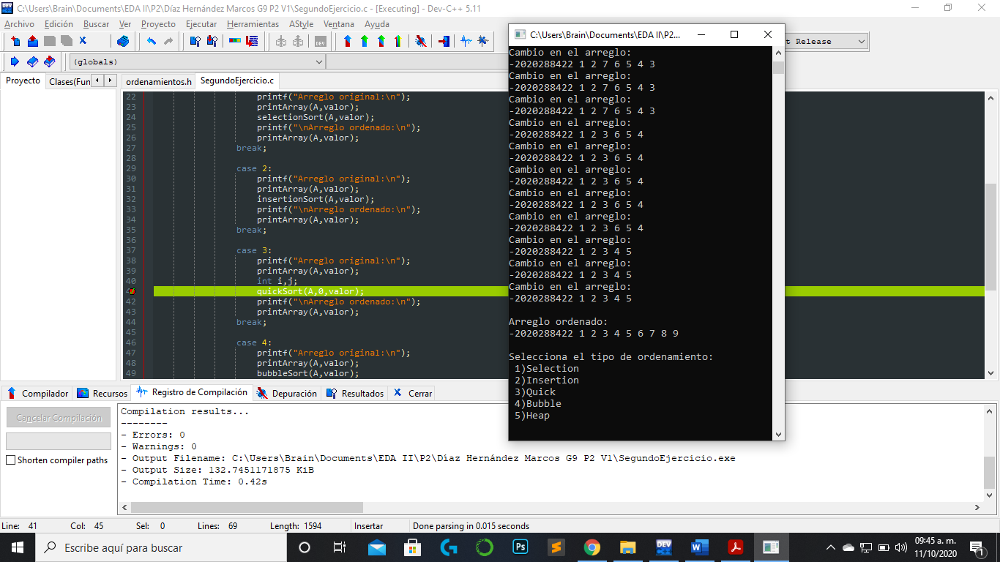 C:\Users\Brain\Documents\EDA II\P2\Díaz Hernández Marcos G9 P2 V1\SegundoEjercicio.c - [Executing] - Dev-C++ 5.11
Archivo Edición Buscar Ver Proyecto Ejecutar Herramientas AStyle Ventana Ayuda
t Release
(globals)
Proyecto Clases(Fun
ordenamientos.h SegundoEjercicio.c
22 printf("Arreglo original:\n");
23 printArray(A,valor);
24 selectionSort(A,valor);
25 printf("\nArreglo ordenado:\n");
26 printArray(A,valor);
27 break;
28
29 case 2:
30 printf("Arreglo original:\n");
31 printArray(A,valor);
32 insertionSort(A,valor);
33 printf("\nArreglo ordenado:\n");
34 printArray(A,valor);
35 break;
36
37 case 3:
38 printf("Arreglo original:\n");
39 printArray(A,valor);
40 int i,j;
quickSort(A,0,valor);
42 printf("\nArreglo ordenado:\n");
43 printArray(A,valor);
44 break;
45
46 case 4:
47 printf("Arreglo original:\n");
48 printArray(A,valor);
49 bubbleSort(A,valor);
C:\Users\Brain\Documents\EDA II\P2...
Cambio en el arreglo:
-2020288422 1 2 7 6 5 4 3
Cambio en el arreglo:
-2020288422 1 2 7 6 5 4 3
Cambio en el arreglo:
-2020288422 1 2 7 6 5 4 3
Cambio en el arreglo:
-2020288422 1 2 3 6 5 4
Cambio en el arreglo:
-2020288422 1 2 3 6 5 4
Cambio en el arreglo:
-2020288422 1 2 3 6 5 4
Cambio en el arreglo:
-2020288422 1 2 3 6 5 4
Cambio en el arreglo:
-2020288422 1 2 3 6 5 4
Cambio en el arreglo:
-2020288422 1 2 3 4 5
Cambio en el arreglo:
-2020288422 1 2 3 4 5
Cambio en el arreglo:
-2020288422 1 2 3 4 5
Arreglo ordenado:
-2020288422 1 2 3 4 5 6 7 8 9
Selecciona el tipo de ordenamiento:
1)Selection
2)Insertion
3)Quick
4)Bubble
5)Heap
Compilador Recursos Registro de Compilación Depuración Resultados Cerrar
Cancelar Compilación
Shorten compiler paths
Compilation results...
--------
- Errors: 0
- Warnings: 0
- Output Filename: C:\Users\Brain\Documents\EDA II\P2\Díaz Hernández Marcos G9 P2 V1\SegundoEjercicio.exe
- Output Size: 132.7451171875 KiB
- Compilation Time: 0.42s
Line: 41 Col: 45 Sel: 0 Lines: 69 Length: 1594 Insertar Done parsing in 0.015 seconds
Escribe aquí para buscar
Ps
DEV
W
09:45 a. m.
11/10/2020
1